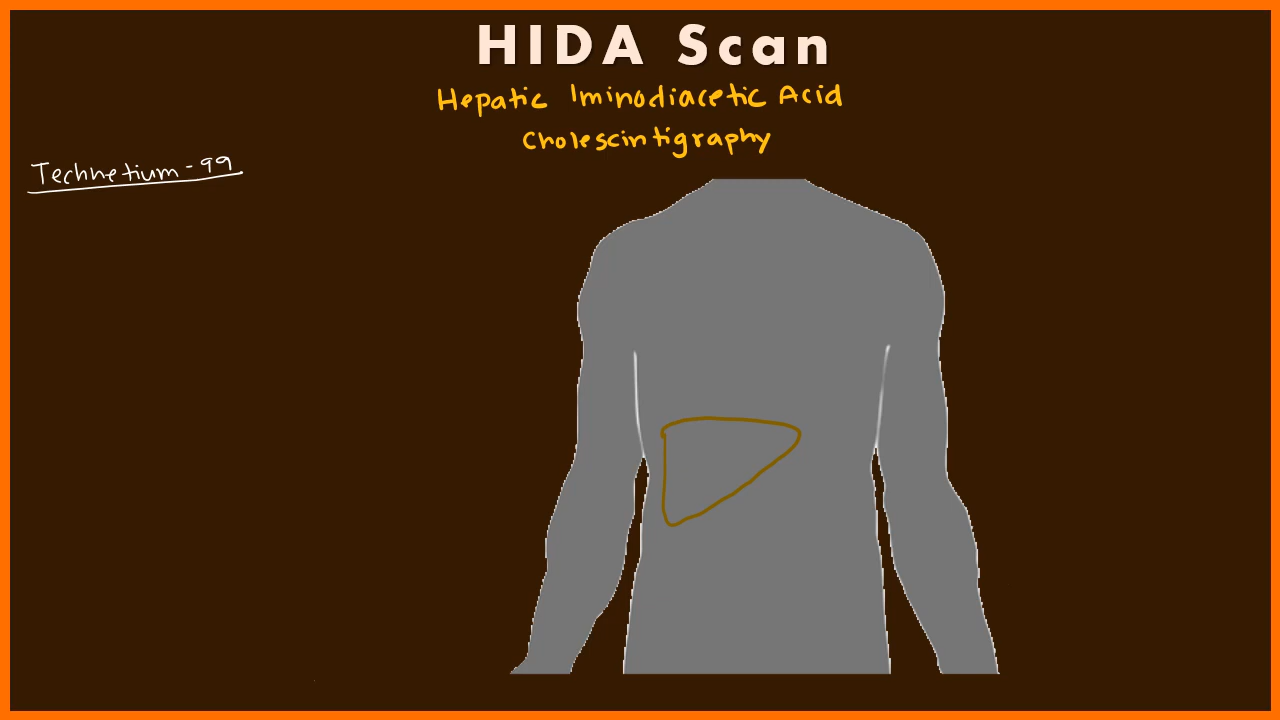 HIDA Scan
Hepatic Iminodiacetic Acid
Cholescintigraphy
Technetium-99